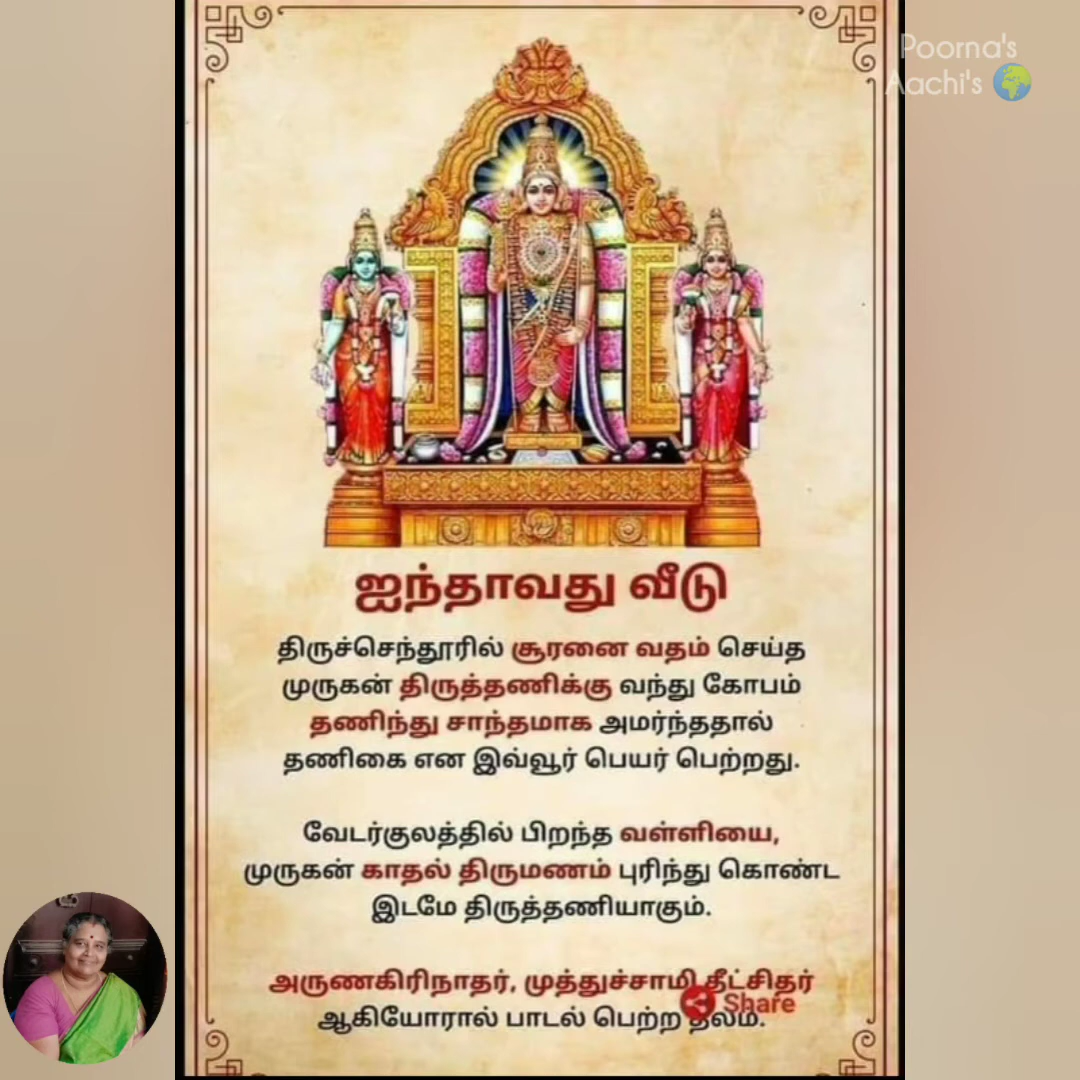 Poorna's
Aachi's
ஐந்தாவது வீடு
திருச்செந்தூரில் சூரனை வதம் செய்த
முருகன் திருத்தணிக்கு வந்து கோபம்
தணிந்து சாந்தமாக அமர்ந்ததால்
தணிகை என இவ்வூர் பெயர் பெற்றது.
வேடர்குலத்தில் பிறந்த வள்ளியை,
முருகன் காதல் திருமணம் புரிந்து கொண்ட
இடமே திருத்தணியாகும்.
அருணகிரிநாதர், முத்துச்சாமி தீட்சிதர்
Share
ஆகியோரால் பாடல் பெற்ற தலம்.